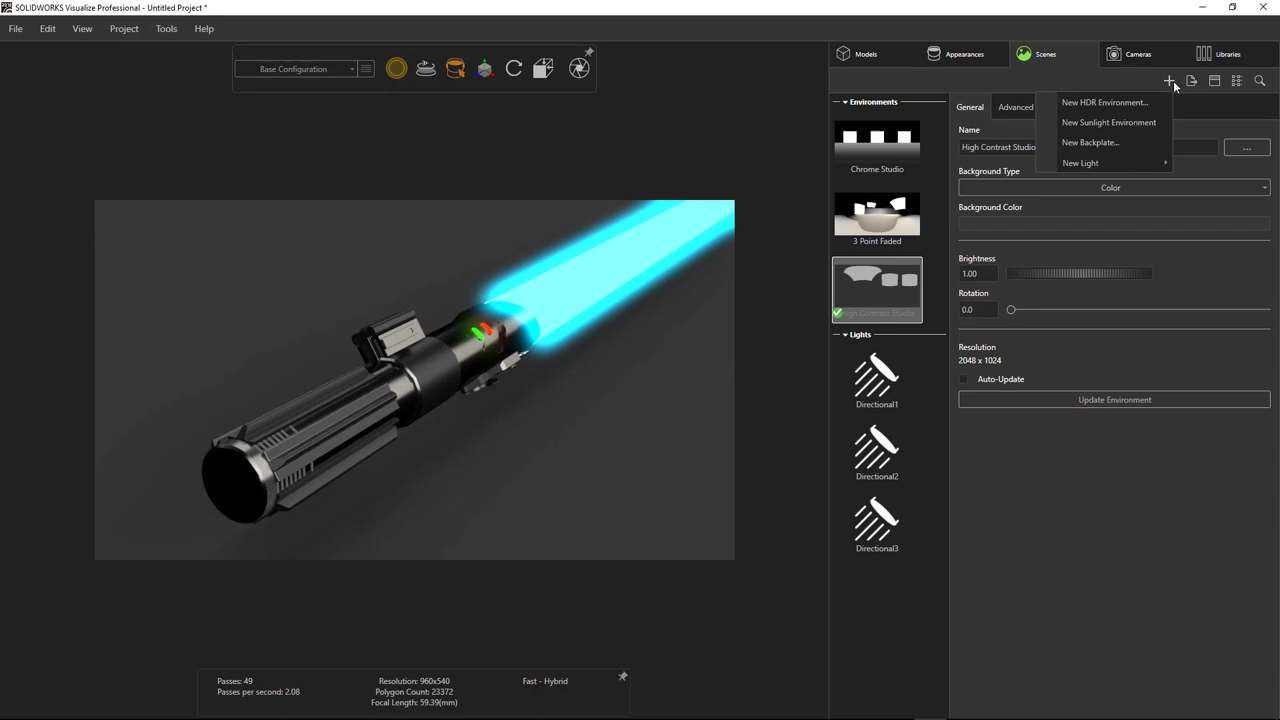 SOLIDWORKS Visualize Professional - Untitled Project *
File Edit View Project Tools Help
Base Configuration
Models Appearances Scenes Cameras Libraries
New HDR Environment...
New Sunlight Environment
New Backplate...
New Light
Environments
Chrome Studio
3 Point Faded
High Contrast Studio
Lights
Directional1
Directional2
Directional3
General Advanced
Name
High Contrast Studio
...
Background Type
Color
Background Color
Brightness
1.00
Rotation
0.0
Resolution
2048 x 1024
Auto-Update
Update Environment
Passes: 49 Resolution: 960x540 Fast - Hybrid
Passes per second: 2.08 Polygon Count: 23372
Focal Length: 59.39(mm)